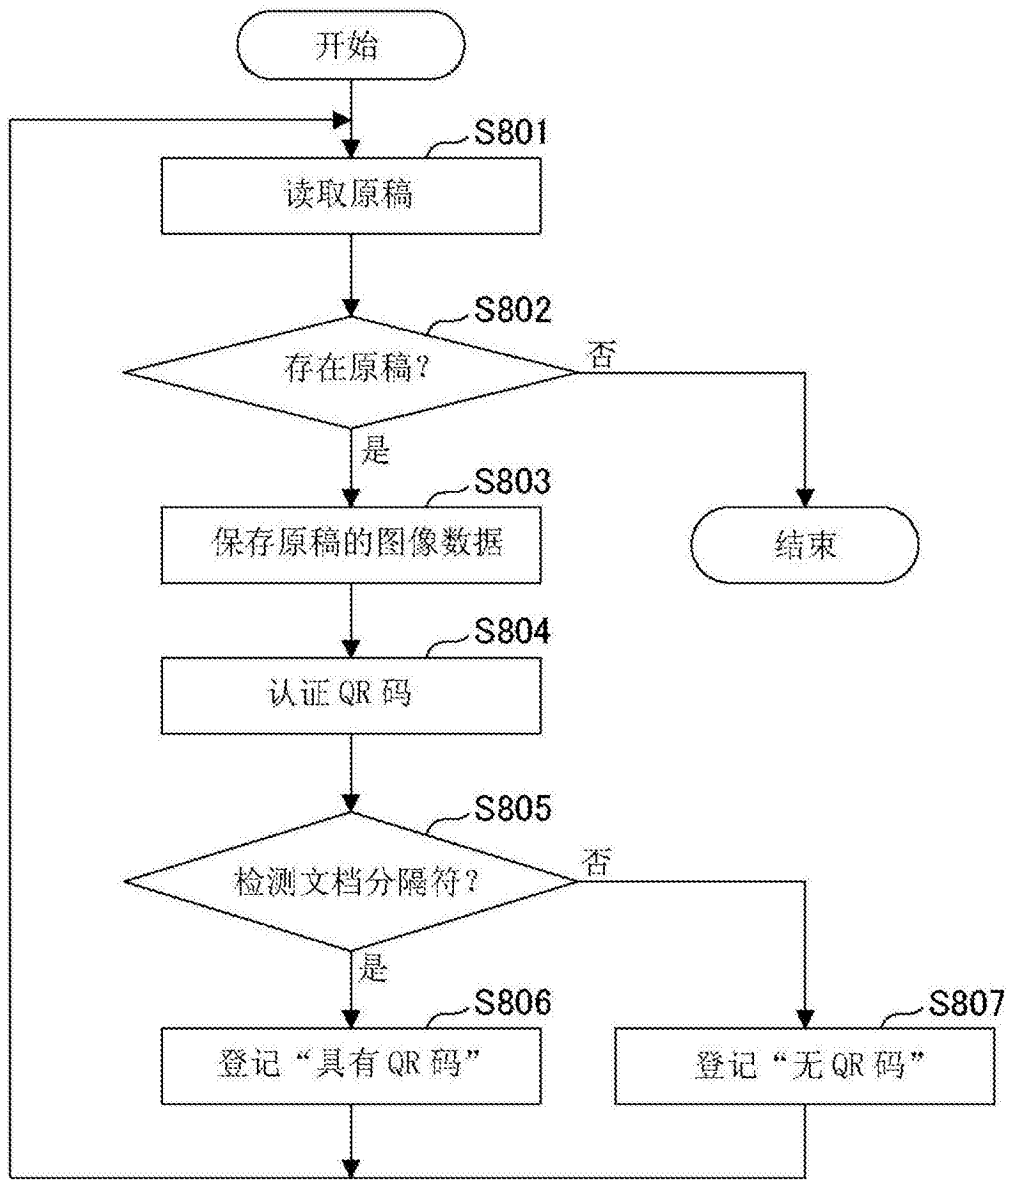 开始
S801
读取原稿
S802
存在原稿？
否
是
S803
保存原稿的图像数据
结束
S804
认证 QR 码
S805
检测文档分隔符？
否
是
S806
登记“具有 QR 码”
S807
登记“无 QR 码”